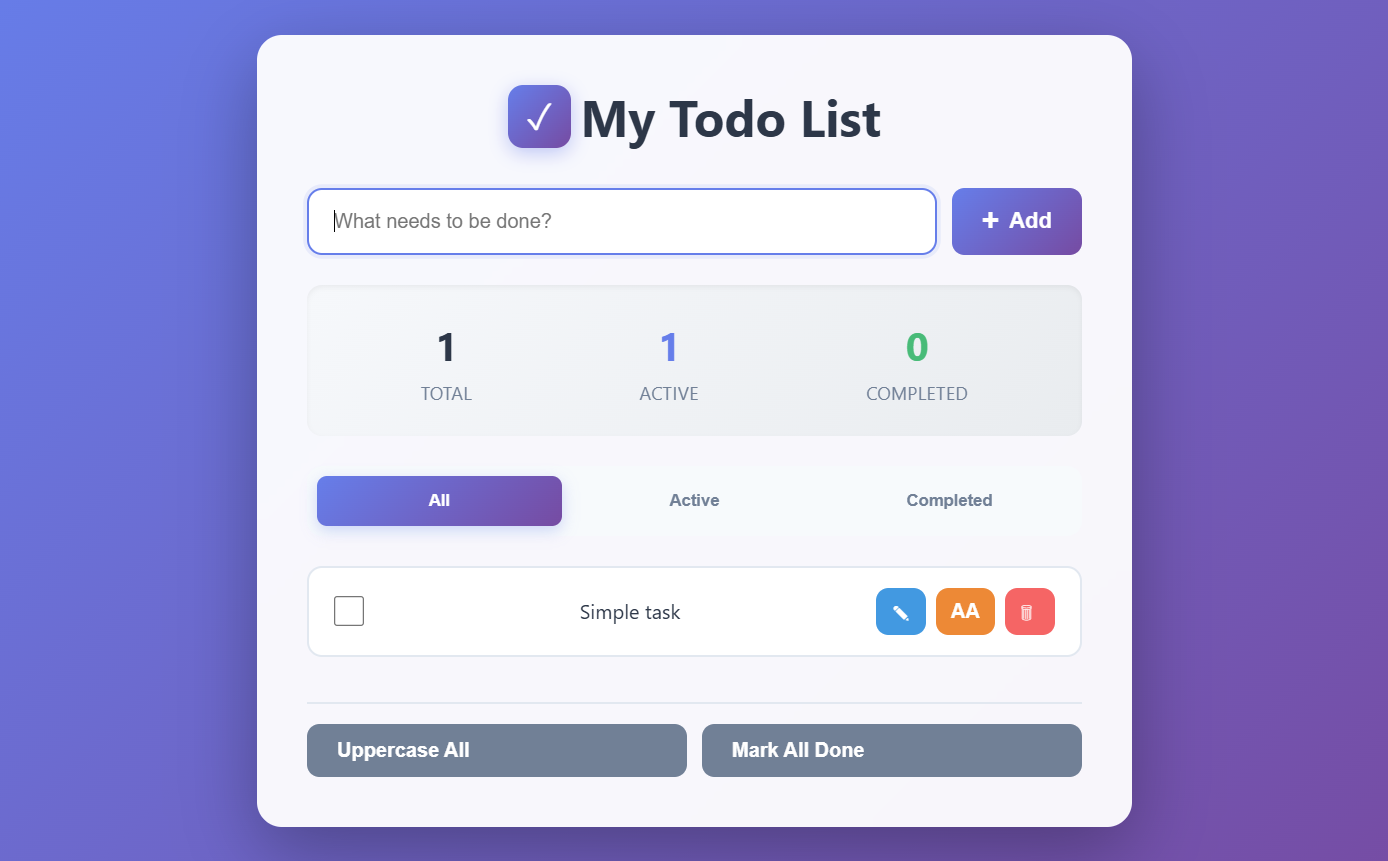 ✓ My Todo List
What needs to be done?
+ Add
1 1 0
TOTAL ACTIVE COMPLETED
All Active Completed
Simple task AA
Uppercase All Mark All Done